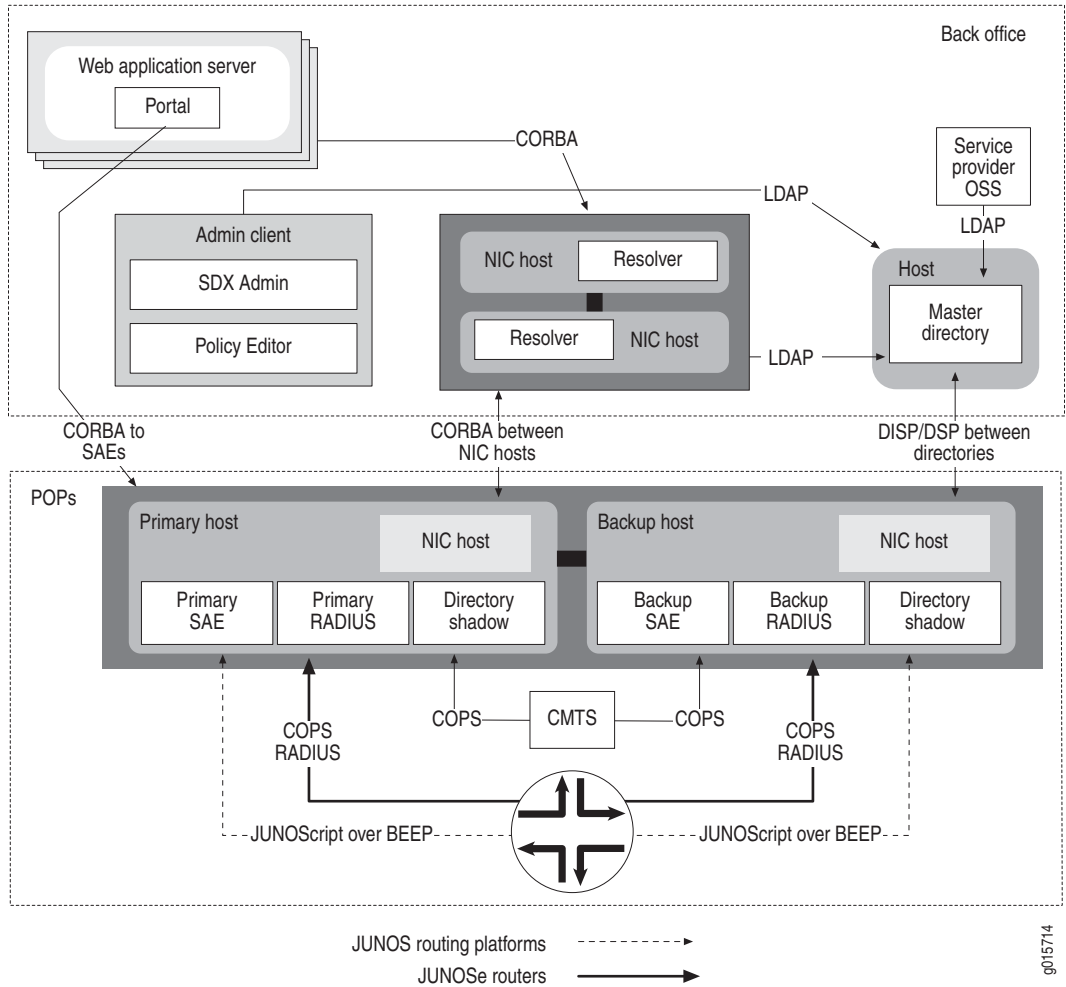 Back office
Web application server
Portal
CORBA
Service
provider
OSS
LDAP
LDAP
Admin client
SDX Admin
Policy Editor
NIC host
Resolver
Resolver
NIC host
Host
Master
directory
LDAP
CORBA to
SAEs
CORBA between
NIC hosts
DISP/DSP between
directories
POPs
Primary host
NIC host
Primary
SAE
Primary
RADIUS
Directory
shadow
Backup host
NIC host
Backup
SAE
Backup
RADIUS
Directory
shadow
COPS
CMTS
COPS
COPS
RADIUS
COPS
RADIUS
JUNOScript over BEEP
JUNOScript over BEEP
JUNOS routing platforms
JUNOSe routers
g015714